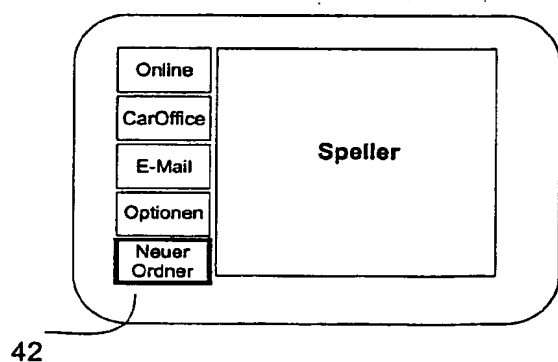 Online
CarOffice
E-Mail
Optionen
Neuer
Ordner
Speller
42